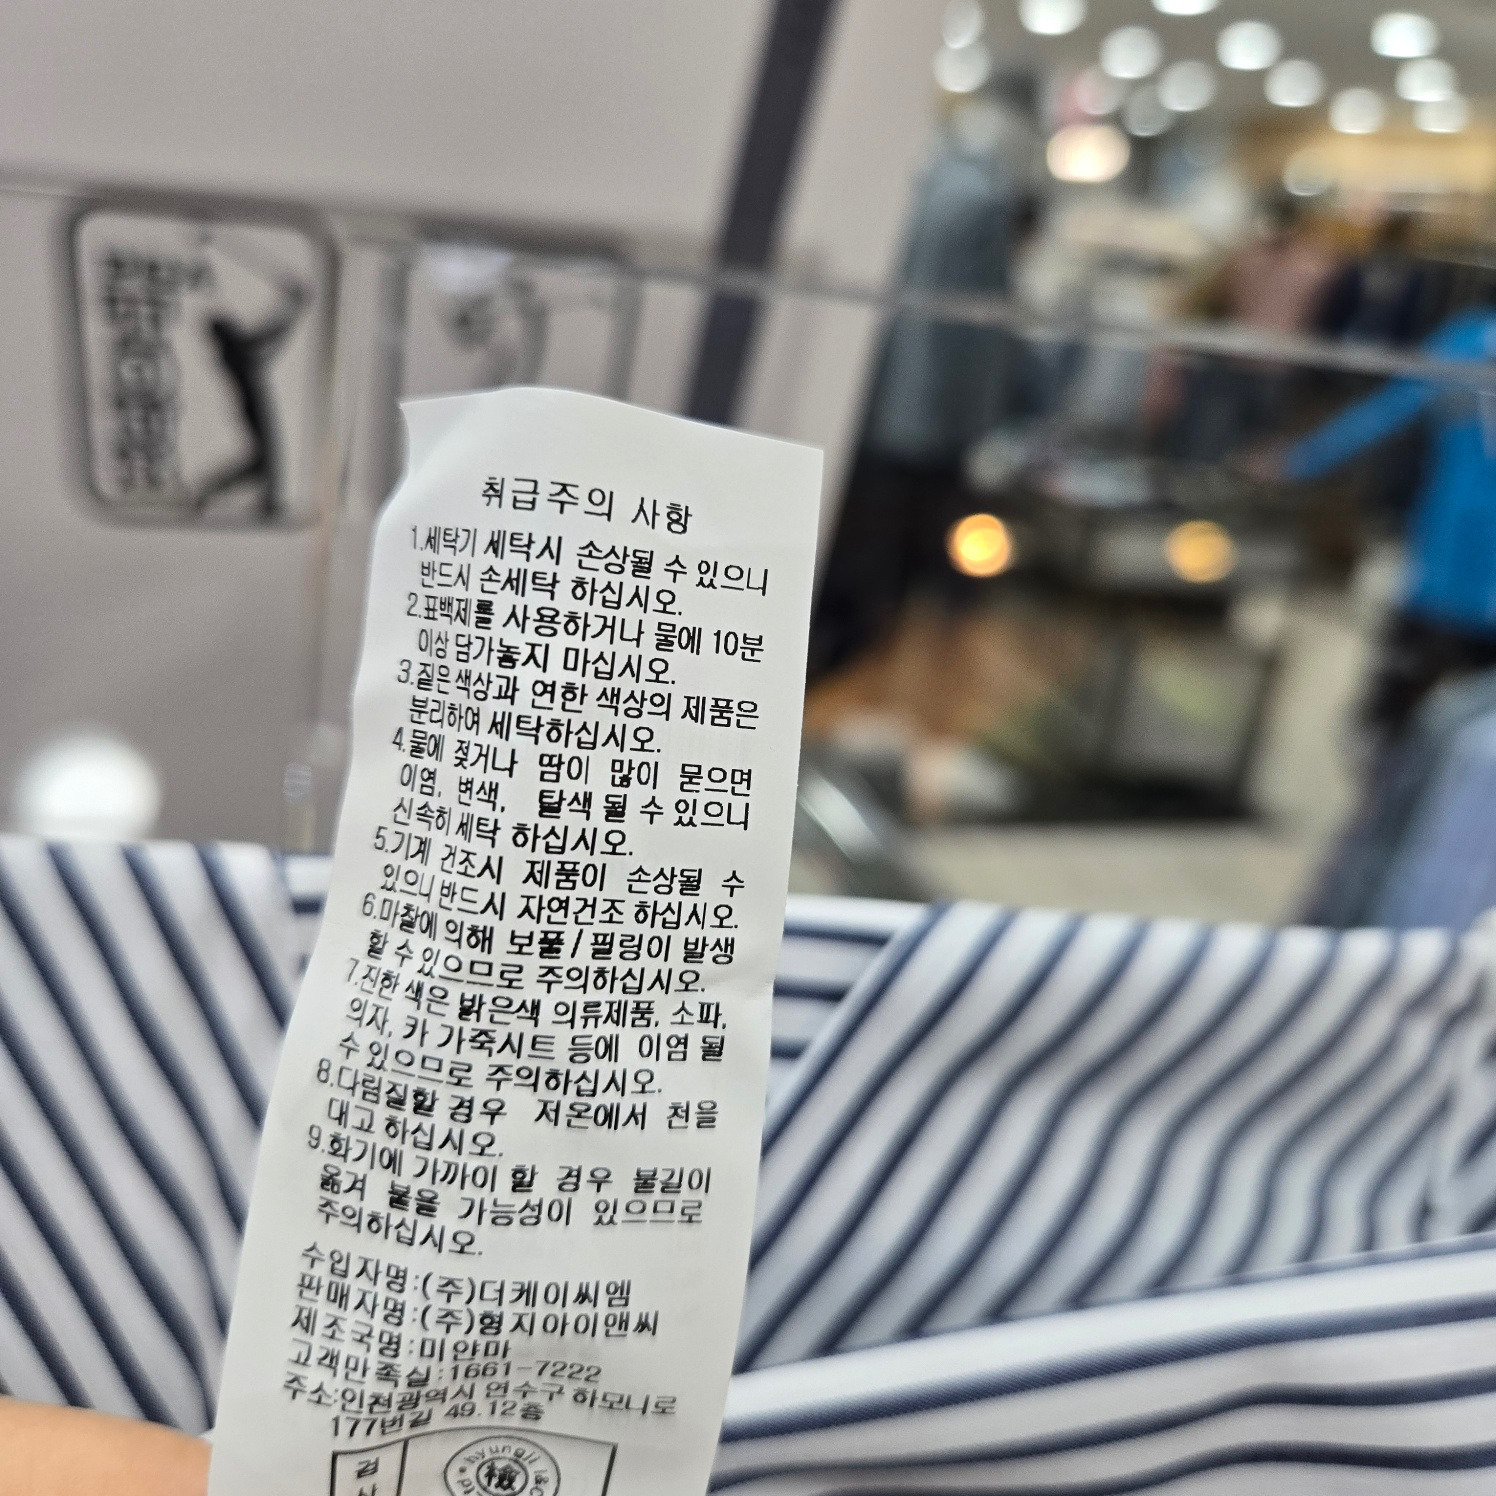 취급주의 사항
1.세탁기 세탁시 손상될 수 있으니
반드시 손세탁 하십시오.
2.표백제를 사용하거나 물에 10분
이상 담가놓지 마십시오.
3.짙은색상과 연한 색상의 제품은
분리하여 세탁하십시오.
4.물에 젖거나 땀이 많이 묻으면
이염, 변색, 탈색 될 수 있으니
신속히 세탁 하십시오.
5.기계 건조시 제품이 손상될 수
있으니 반드시 자연건조 하십시오.
6.마찰에 의해 보풀/필링이 발생
할 수 있으므로 주의하십시오.
7.진한 색은 밝은색 의류제품, 소파,
의자, 카 가죽시트 등에 이염 될
수 있으므로 주의하십시오.
8.다림질할 경우 저온에서 천을
대고 하십시오.
9.화기에 가까이 할 경우 불길이
옮겨 붙을 가능성이 있으므로
주의하십시오.
수입자명:(주)더케이씨엠
판매자명:(주)형지아이앤씨
제조국명:미얀마
고객만족실:1661-7222
주소:인천광역시 연수구 하모니로
177번길 49.12층
hyungji i&c
檢